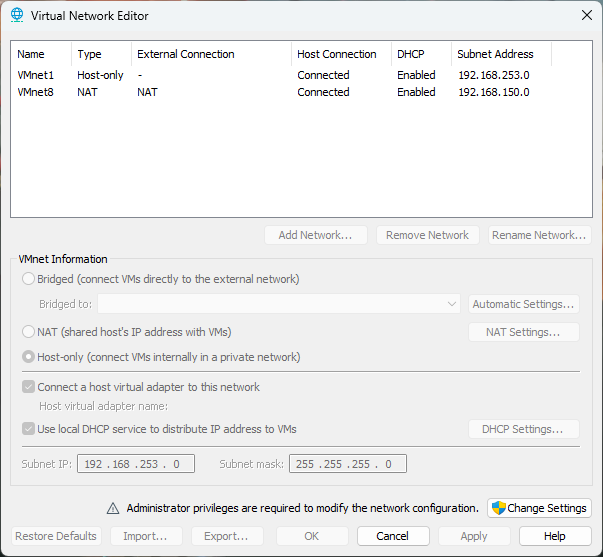 Virtual Network Editor
Name Type External Connection Host Connection DHCP Subnet Address
VMnet1 Host-only - Connected Enabled 192.168.253.0
VMnet8 NAT NAT Connected Enabled 192.168.150.0
Add Network... Remove Network Rename Network...
VMnet Information
Bridged (connect VMs directly to the external network)
Bridged to: Automatic Settings...
NAT (shared host's IP address with VMs) NAT Settings...
Host-only (connect VMs internally in a private network)
Connect a host virtual adapter to this network
Host virtual adapter name:
Use local DHCP service to distribute IP address to VMs DHCP Settings...
Subnet IP: 192 . 168 . 253 . 0 Subnet mask: 255 . 255 . 255 . 0
Administrator privileges are required to modify the network configuration. Change Settings
Restore Defaults Import... Export... OK Cancel Apply Help